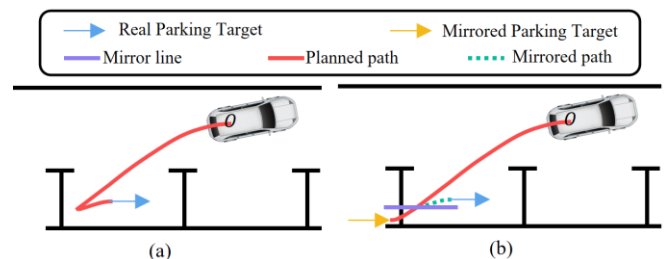 Real Parking Target
Mirrored Parking Target
Mirror line
Planned path
Mirrored path
O
O
(a)
(b)